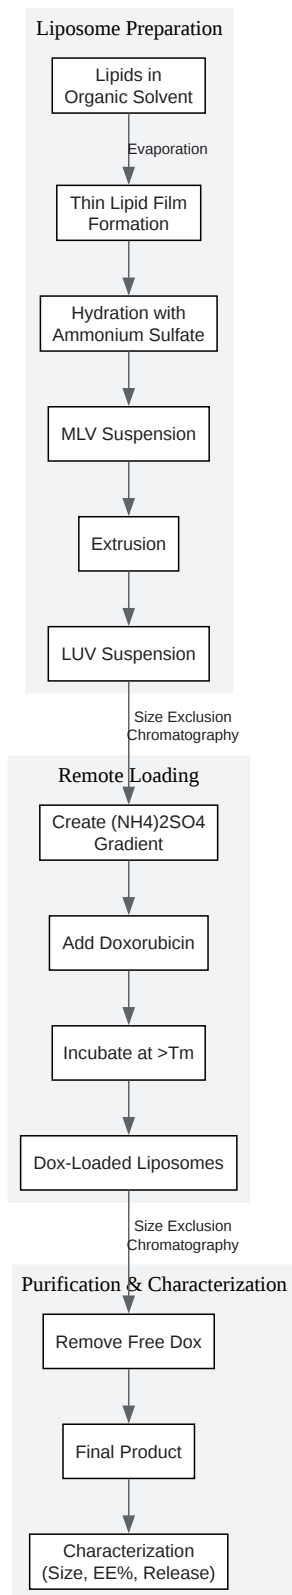 Liposome Preparation
Lipids in
Organic Solvent
Evaporation
Thin Lipid Film
Formation
Hydration with
Ammonium Sulfate
MLV Suspension
Extrusion
LUV Suspension
Size Exclusion
Chromatography
Remote Loading
Create (NH4)2SO4
Gradient
Add Doxorubicin
Incubate at >Tm
Dox-Loaded Liposomes
Size Exclusion
Chromatography
Purification & Characterization
Remove Free Dox
Final Product
Characterization
(Size, EE%, Release)